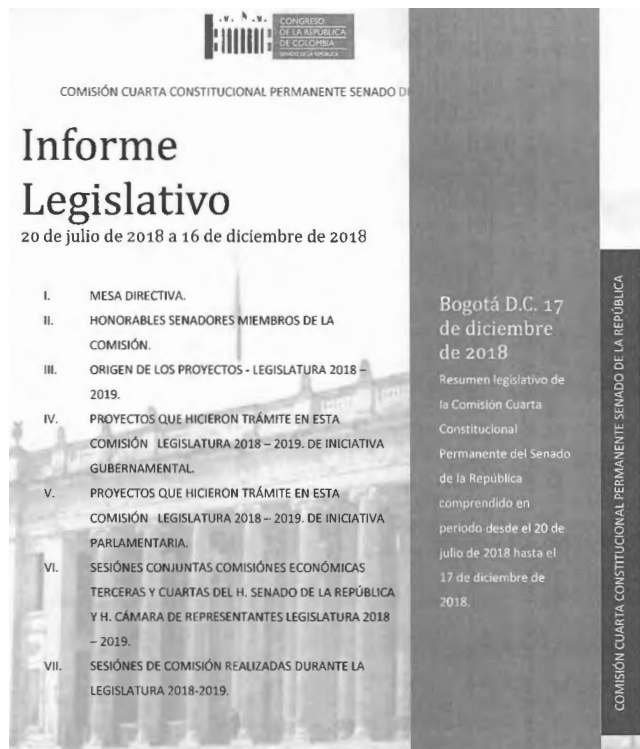 CONGRESO
DE LA REPÚBLICA
DE COLOMBIA
SENADO DE LA REPÚBLICA
COMISIÓN CUARTA CONSTITUCIONAL PERMANENTE SENADO
Informe
Legislativo
20 de julio de 2018 a 16 de diciembre de 2018
I. MESA DIRECTIVA.
II. HONORABLES SENADORES MIEMBROS DE LA
COMISIÓN.
III. ORIGEN DE LOS PROYECTOS - LEGISLATURA 2018 –
2019.
IV. PROYECTOS QUE HICIERON TRÁMITE EN ESTA
COMISIÓN LEGISLATURA 2018 – 2019. DE INICIATIVA
GUBERNAMENTAL.
V. PROYECTOS QUE HICIERON TRÁMITE EN ESTA
COMISIÓN LEGISLATURA 2018 – 2019. DE INICIATIVA
PARLAMENTARIA.
VI. SESIÓNES CONJUNTAS COMISIÓNES ECONÓMICAS
TERCERAS Y CUARTAS DEL H. SENADO DE LA REPÚBLICA
Y H. CÁMARA DE REPRESENTANTES LEGISLATURA 2018
– 2019.
VII. SESIÓNES DE COMISIÓN REALIZADAS DURANTE LA
LEGISLATURA 2018-2019.
Bogotá D.C. 17
de diciembre
de 2018
Resumen legislativo de
la Comisión Cuarta
Constitucional
Permanente del Senado
de la República
comprendido en
periodo desde el 20 de
julio de 2018 hasta el
17 de diciembre de
2018.
COMISIÓN CUARTA CONSTITUCIONAL PERMANENTE SENADO DE LA REPÚBLICA